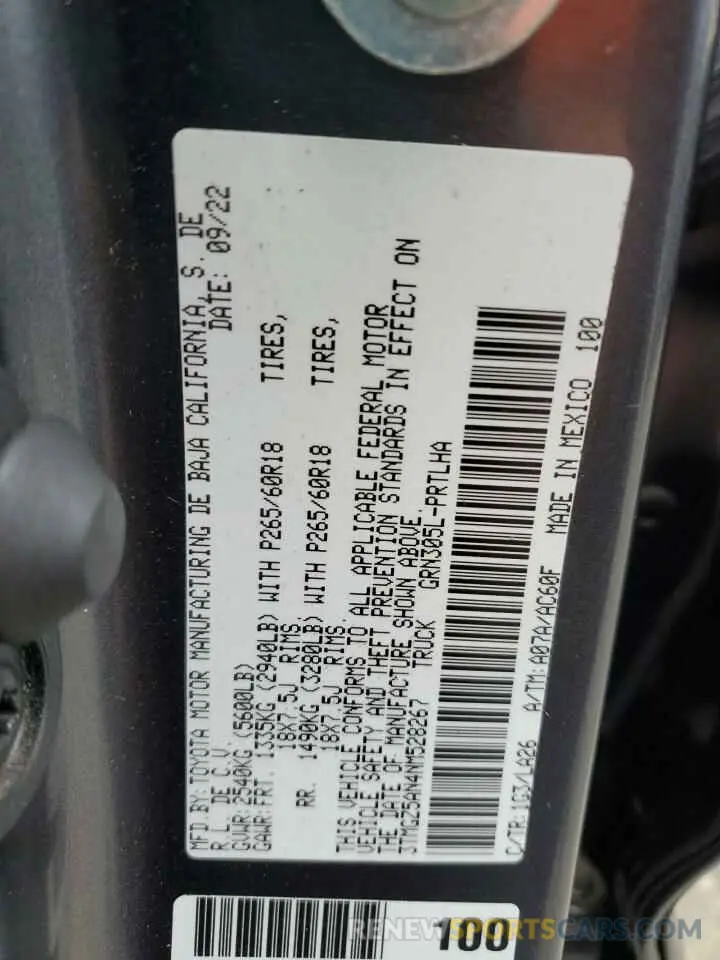 MFD.BY:TOYOTA MOTOR MANUFACTURING DE BAJA CALIFORNIA, S. DE
R. L. DE C.V. DATE: 09/22
GVWR:2540KG (5600LB)
GAWR:FRT. 1335KG (2940LB) WITH P265/60R18 TIRES,
18X7.5J RIMS
RR. 1490KG (3280LB) WITH P265/60R18 TIRES,
18X7.5J RIMS.
THIS VEHICLE CONFORMS TO ALL APPLICABLE FEDERAL MOTOR
VEHICLE SAFETY AND THEFT PREVENTION STANDARDS IN EFFECT ON
THE DATE OF MANUFACTURE SHOWN ABOVE.
3TMGZ5AN4NM528267 TRUCK GRN305L-PRTLHA
C/TR:1G3/LA26 A/TM:A07A/AC60F MADE IN MEXICO 100
100
RENEWSPORTSCARS.COM